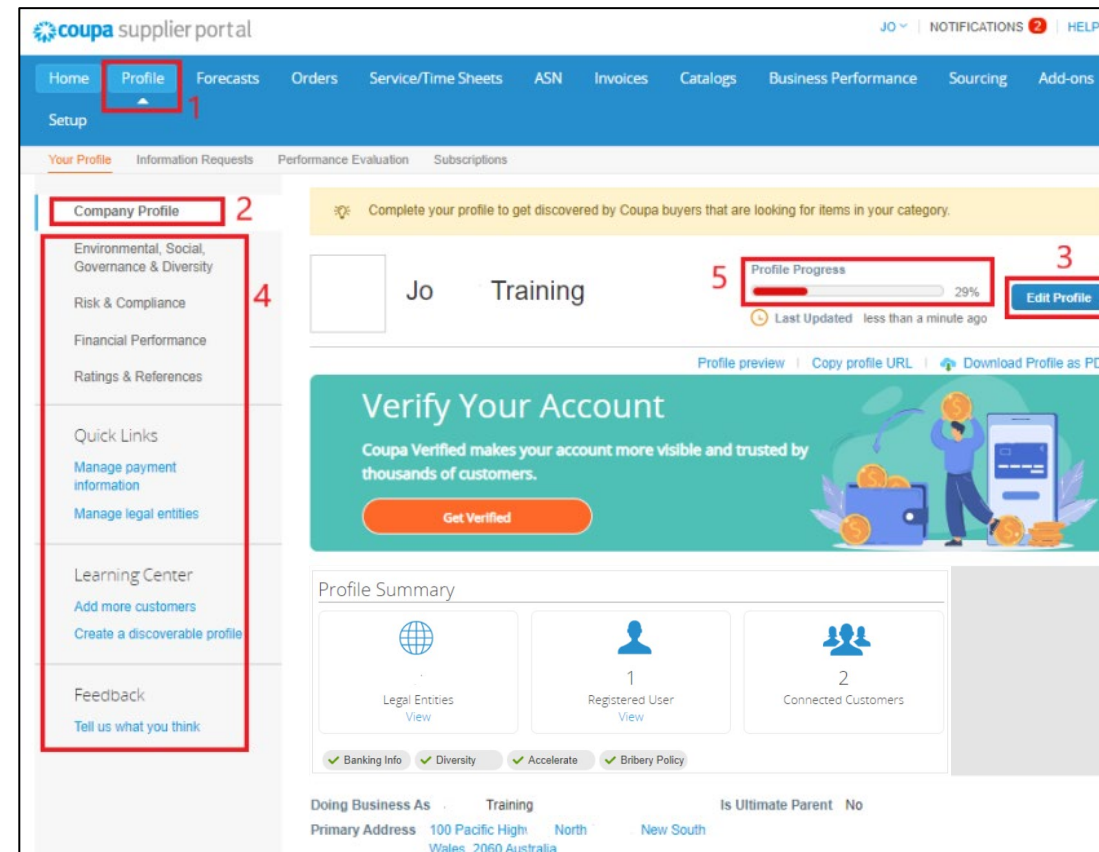 coupa supplier portal
JO NOTIFICATIONS 2 HELP
Home Profile Forecasts Orders Service/Time Sheets ASN Invoices Catalogs Business Performance Sourcing Add-ons
1
Setup
Your Profile Information Requests Performance Evaluation Subscriptions
Company Profile 2
Environmental, Social,
Governance & Diversity
4
Risk & Compliance
Financial Performance
Ratings & References
Quick Links
Manage payment
information
Manage legal entities
Learning Center
Add more customers
Create a discoverable profile
Feedback
Tell us what you think
Complete your profile to get discovered by Coupa buyers that are looking for items in your category.
Jo Training
5
Profile Progress
29%
Last Updated less than a minute ago
3
Edit Profile
Profile preview Copy profile URL Download Profile as PD
Verify Your Account
Coupa Verified makes your account more visible and trusted by
thousands of customers.
Get Verified
Profile Summary
Legal Entities
View
1
Registered User
View
2
Connected Customers
Banking Info Diversity Accelerate Bribery Policy
Doing Business As Training Is Ultimate Parent No
Primary Address 100 Pacific High North New South
Wales, 2060 Australia